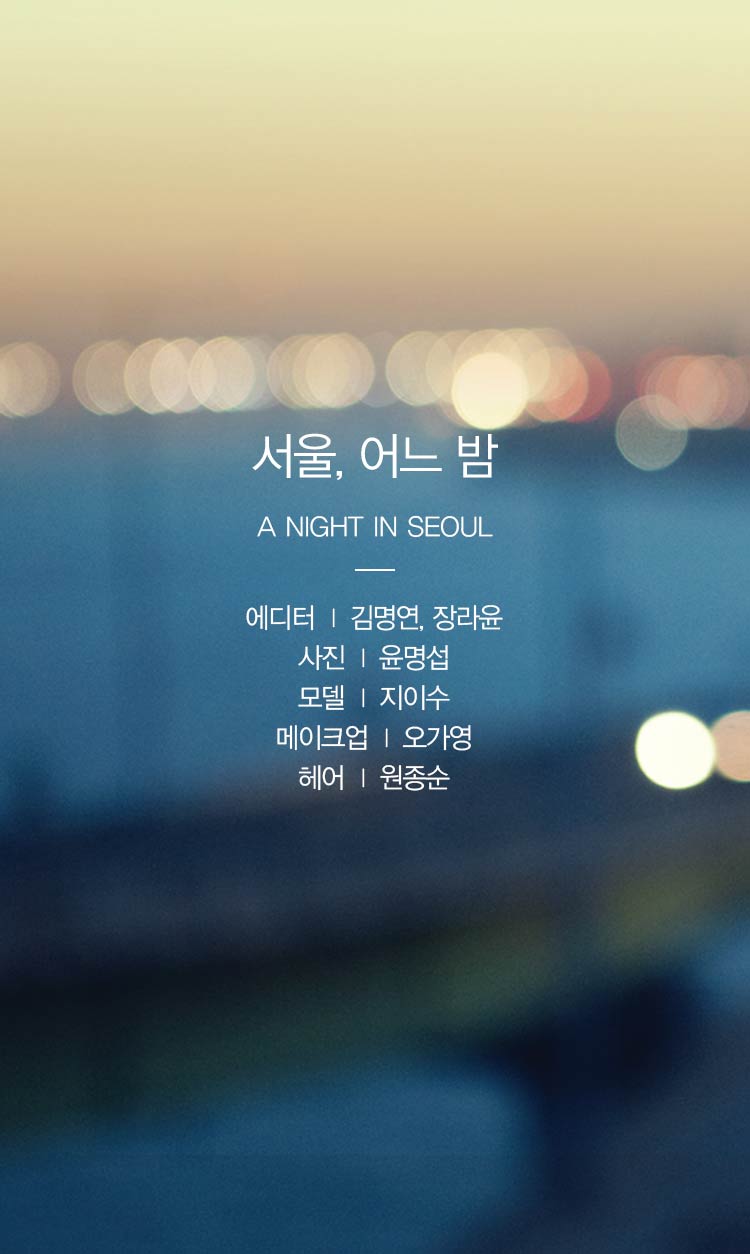 서울, 어느 밤
A NIGHT IN SEOUL
에디터 | 김명연, 장라윤
사진 | 윤명섭
모델 | 지이수
메이크업 | 오가영
헤어 | 원종순